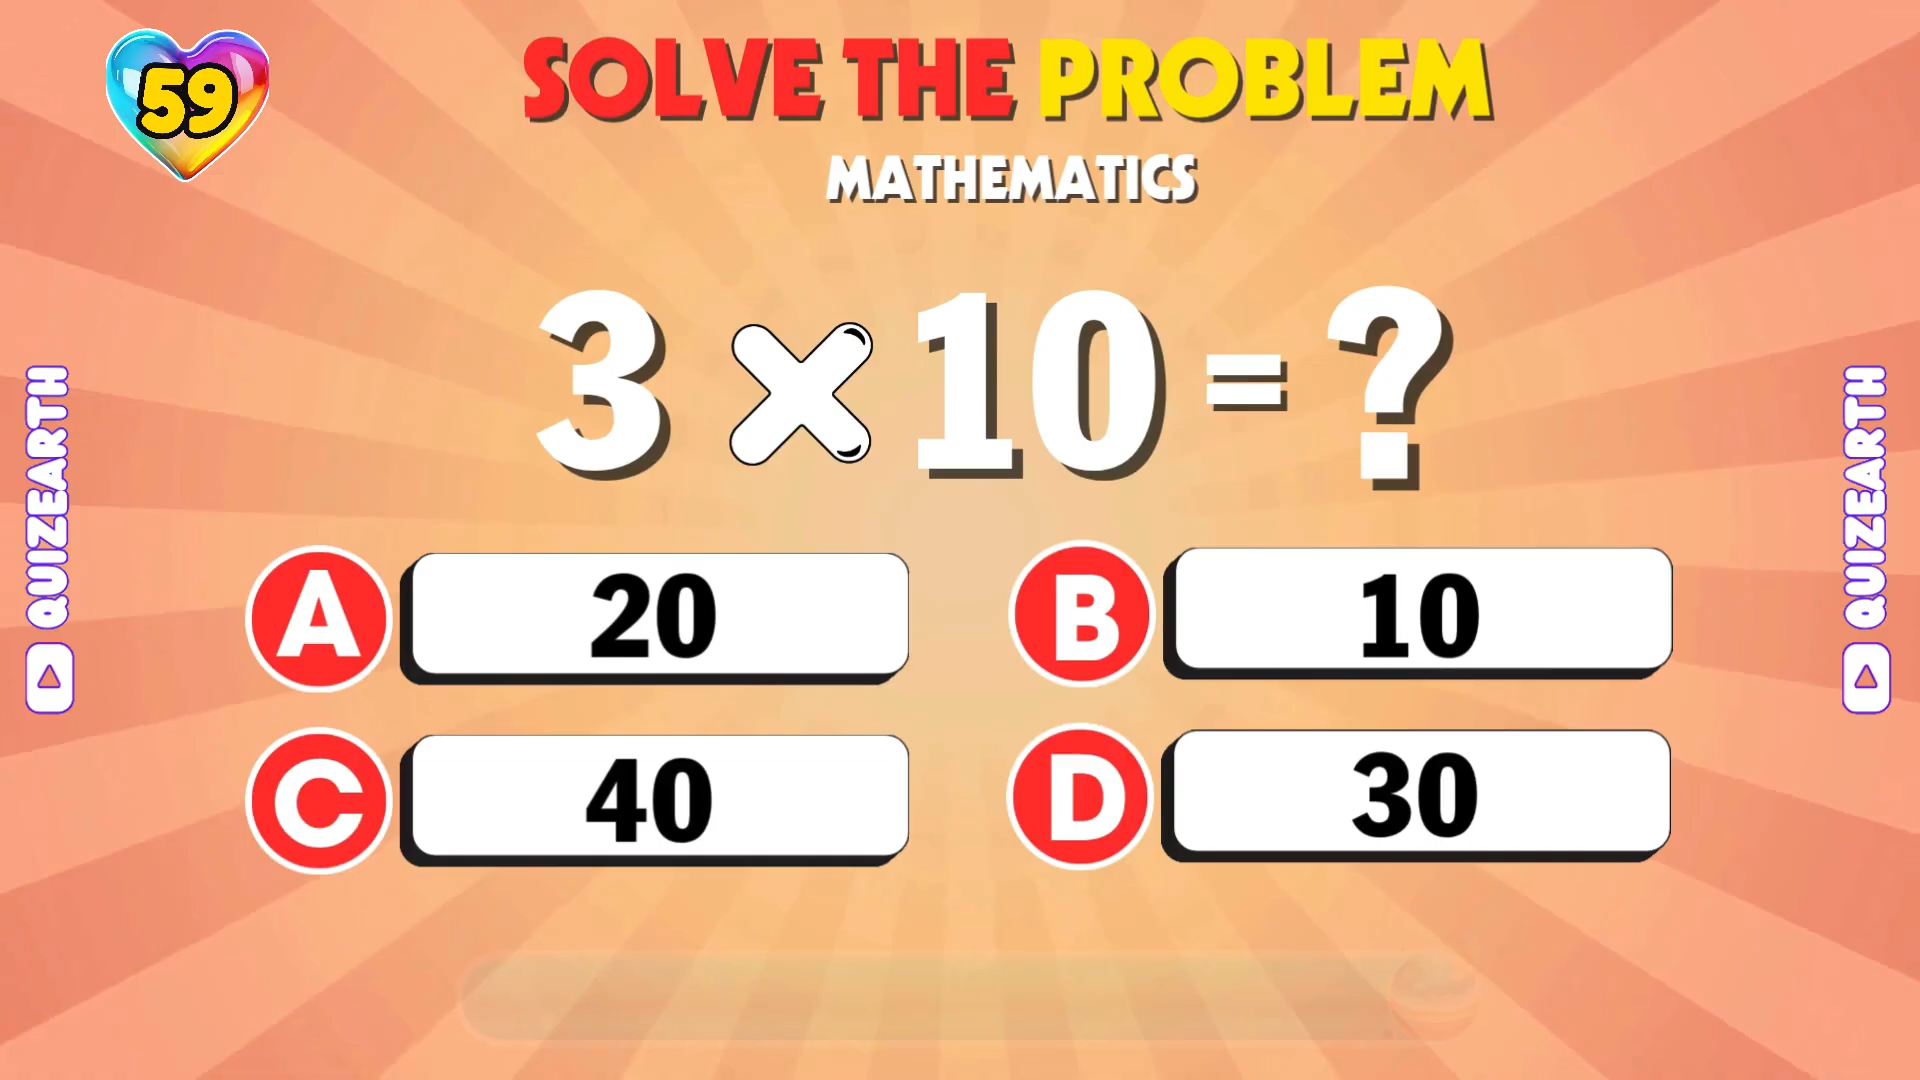 59
SOLVE THE PROBLEM
MATHEMATICS
3 × 10 = ?
A 20
B 10
C 40
D 30
QUIZEARTH
QUIZEARTH